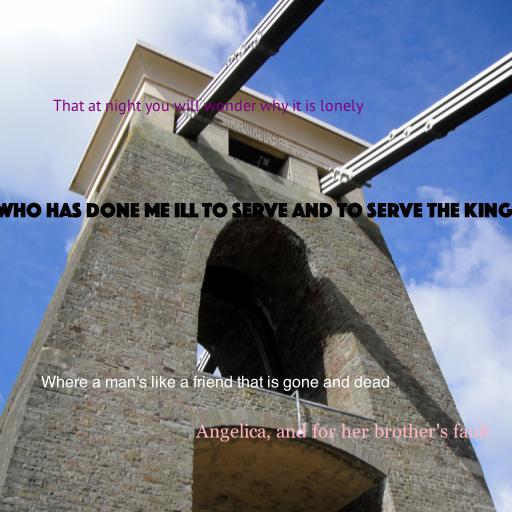 That at night you will wonder why it is lonely
WHO HAS DONE ME ILL TO SERVE AND TO SERVE THE KING
Where a man's like a friend that is gone and dead
Angelica, and for her brother's fault